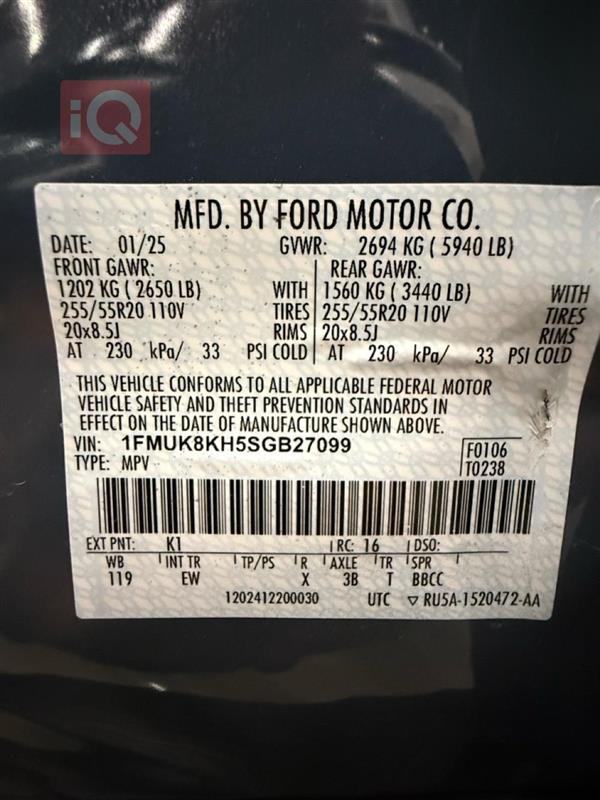 iQ
MFD. BY FORD MOTOR CO.
DATE: 01/25 GVWR: 2694 KG ( 5940 LB)
FRONT GAWR: REAR GAWR:
1202 KG ( 2650 LB) WITH 1560 KG ( 3440 LB) WITH
255/55R20 110V TIRES 255/55R20 110V TIRES
20x8.5J RIMS 20x8.5J RIMS
AT 230 kPa/ 33 PSI COLD AT 230 kPa/ 33 PSI COLD
THIS VEHICLE CONFORMS TO ALL APPLICABLE FEDERAL MOTOR
VEHICLE SAFETY AND THEFT PREVENTION STANDARDS IN
EFFECT ON THE DATE OF MANUFACTURE SHOWN ABOVE.
VIN: 1FMUK8KH5SGB27099 F0106
TYPE: MPV T0238
EXT PNT: K1 RC: 16 DSO:
WB INT TR TP/PS R AXLE TR SPR
119 EW X 3B T BBCC
1202412200030 UTC ▽ RU5A-1520472-AA